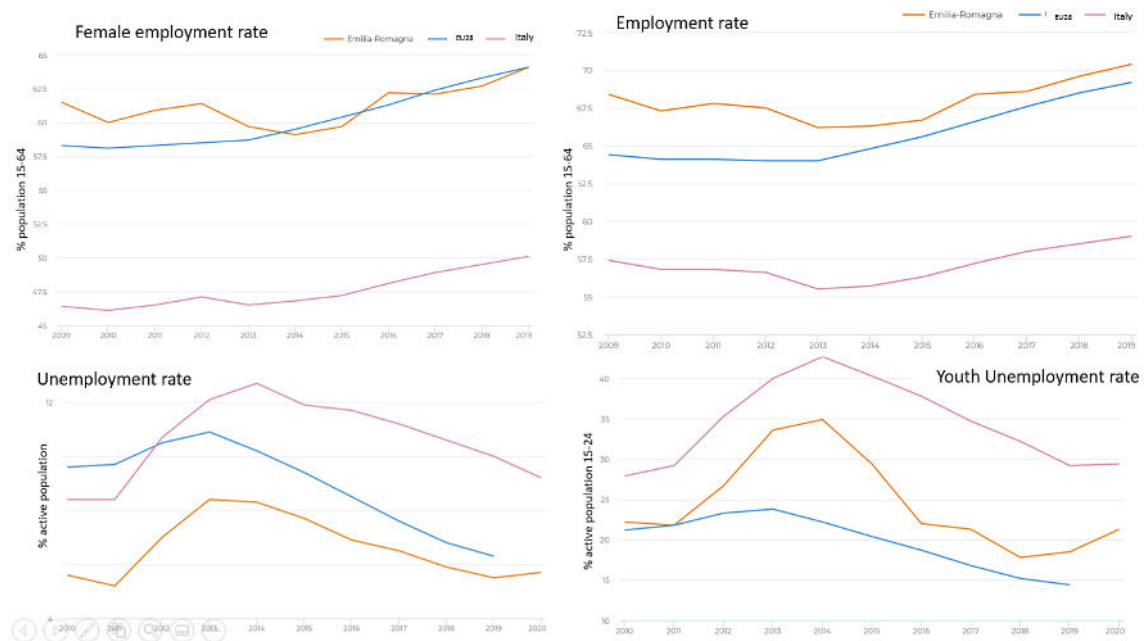 Female employment rate
Emilia-Romagna EU28 Italy
65
62.5
60
57.5
55
52.5
50
47.5
45
% population 15-64
2009 2010 2011 2012 2013 2014 2015 2016 2017 2018 2019
Employment rate
Emilia-Romagna EU28 Italy
72.5
70
67.5
65
62.5
60
57.5
55
52.5
% population 15-64
2009 2010 2011 2012 2013 2014 2015 2016 2017 2018 2019
Unemployment rate
12
% active population
4
2010 2011 2012 2013 2014 2015 2016 2017 2018 2019 2020
Youth Unemployment rate
40
35
30
25
20
15
10
% active population 15-24
2010 2011 2012 2013 2014 2015 2016 2017 2018 2019 2020